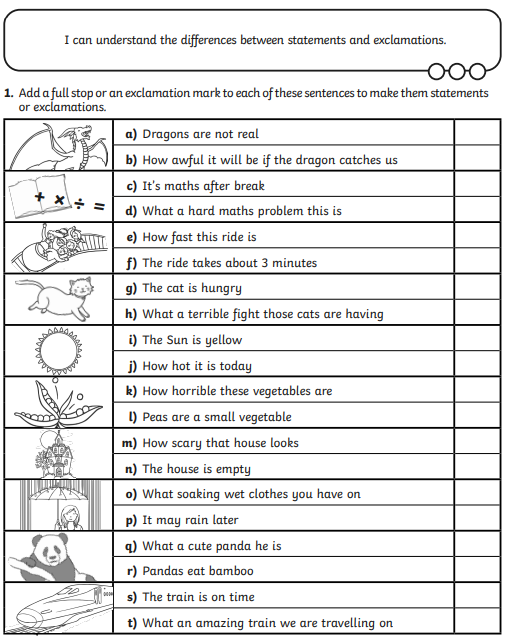 I can understand the differences between statements and exclamations.
1. Add a full stop or an exclamation mark to each of these sentences to make them statements
or exclamations.
a) Dragons are not real
b) How awful it will be if the dragon catches us
+ × ÷ =
c) It's maths after break
d) What a hard maths problem this is
e) How fast this ride is
f) The ride takes about 3 minutes
g) The cat is hungry
h) What a terrible fight those cats are having
i) The Sun is yellow
j) How hot it is today
k) How horrible these vegetables are
l) Peas are a small vegetable
m) How scary that house looks
n) The house is empty
o) What soaking wet clothes you have on
p) It may rain later
q) What a cute panda he is
r) Pandas eat bamboo
s) The train is on time
t) What an amazing train we are travelling on